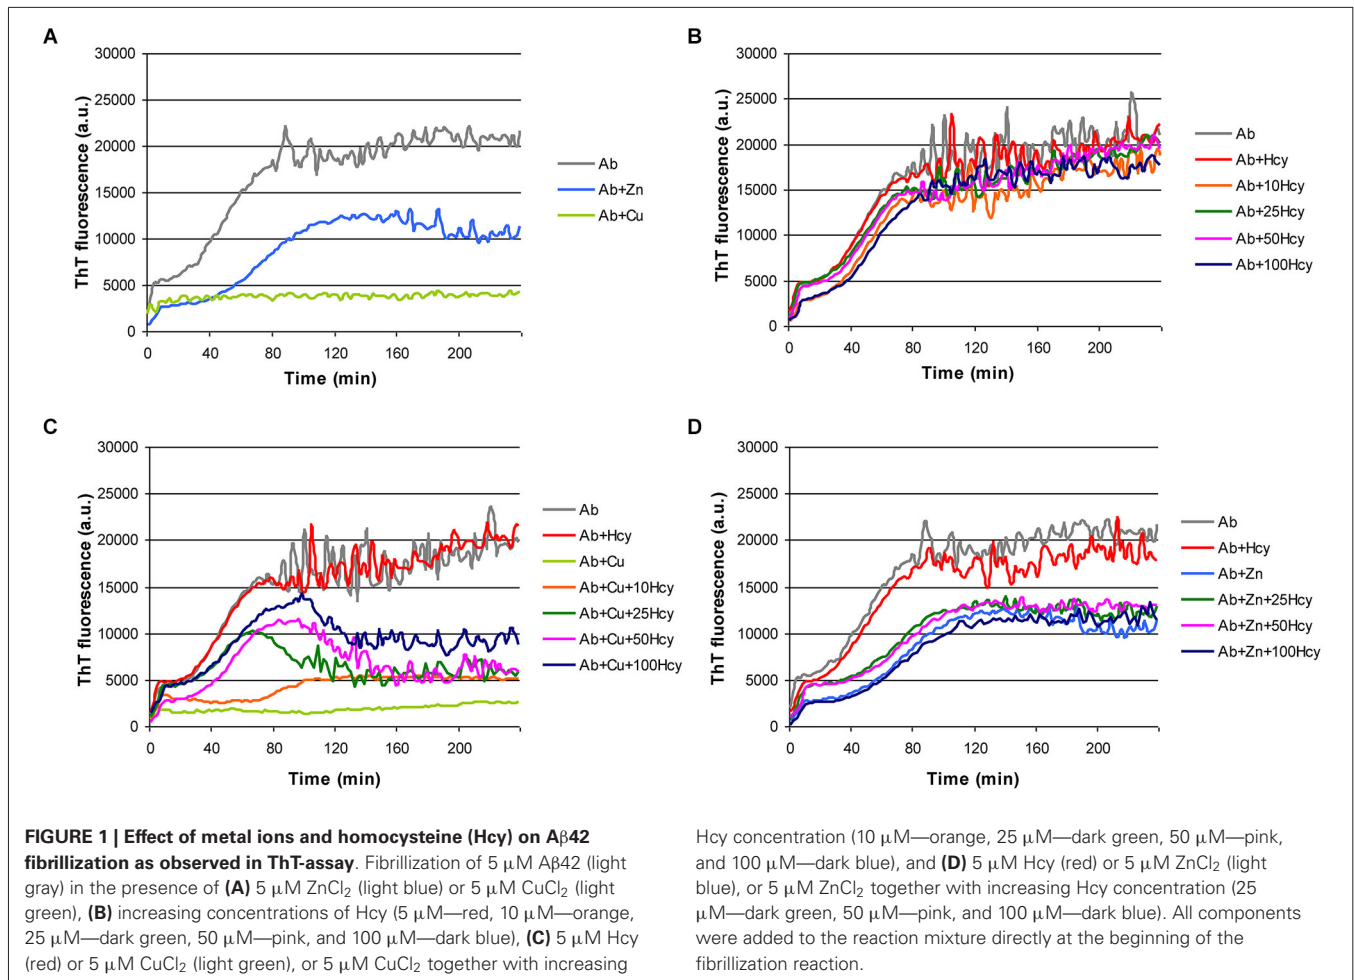 A
30000
25000
20000
15000
10000
5000
0
ThT fluorescence (a.u.)
0 40 80 120 160 200
Time (min)
Ab
Ab+Zn
Ab+Cu
B
30000
25000
20000
15000
10000
5000
0
ThT fluorescence (a.u.)
0 40 80 120 160 200
Time (min)
Ab
Ab+Hcy
Ab+10Hcy
Ab+25Hcy
Ab+50Hcy
Ab+100Hcy
C
30000
25000
20000
15000
10000
5000
0
ThT fluorescence (a.u.)
0 40 80 120 160 200
Time (min)
Ab
Ab+Hcy
Ab+Cu
Ab+Cu+10Hcy
Ab+Cu+25Hcy
Ab+Cu+50Hcy
Ab+Cu+100Hcy
D
30000
25000
20000
15000
10000
5000
0
ThT fluorescence (a.u.)
0 40 80 120 160 200
Time (min)
Ab
Ab+Hcy
Ab+Zn
Ab+Zn+25Hcy
Ab+Zn+50Hcy
Ab+Zn+100Hcy
FIGURE 1 | Effect of metal ions and homocysteine (Hcy) on Aβ42
fibrillization as observed in ThT-assay. Fibrillization of 5 μM Aβ42 (light
gray) in the presence of (A) 5 μM ZnCl₂ (light blue) or 5 μM CuCl₂ (light
green), (B) increasing concentrations of Hcy (5 μM—red, 10 μM—orange,
25 μM—dark green, 50 μM—pink, and 100 μM—dark blue), (C) 5 μM Hcy
(red) or 5 μM CuCl₂ (light green), or 5 μM CuCl₂ together with increasing
Hcy concentration (10 μM—orange, 25 μM—dark green, 50 μM—pink,
and 100 μM—dark blue), and (D) 5 μM Hcy (red) or 5 μM ZnCl₂ (light
blue), or 5 μM ZnCl₂ together with increasing Hcy concentration (25
μM—dark green, 50 μM—pink, and 100 μM—dark blue). All components
were added to the reaction mixture directly at the beginning of the
fibrillization reaction.